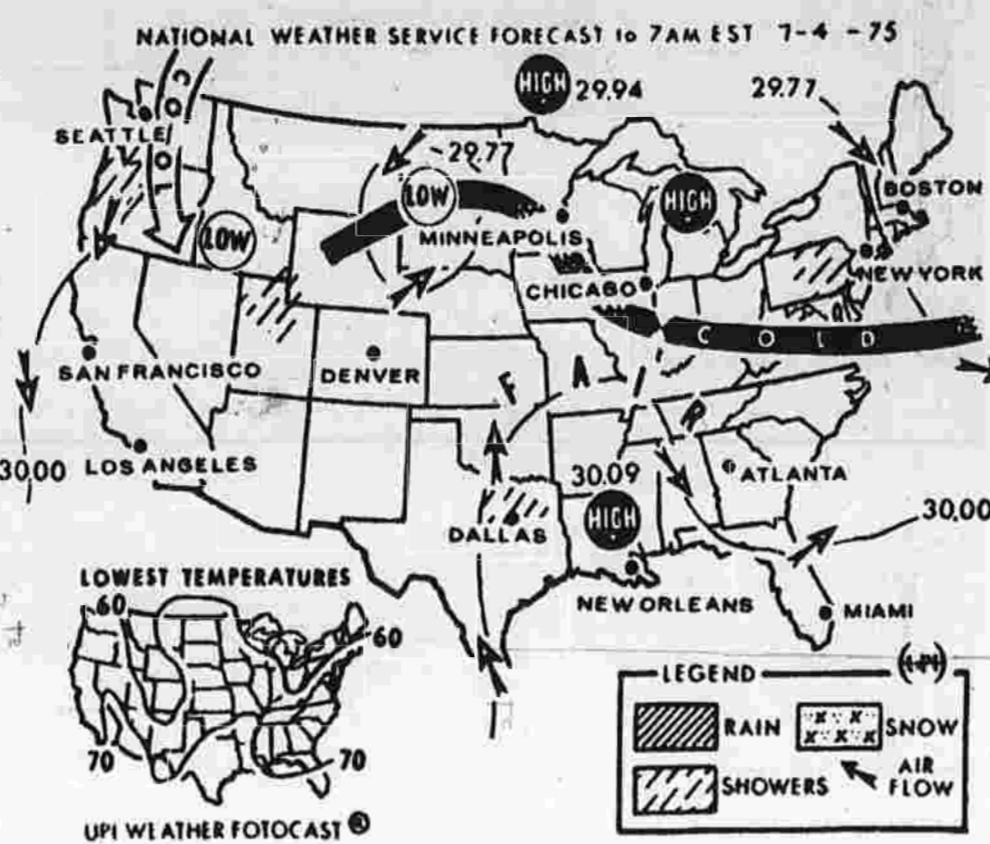 NATIONAL WEATHER SERVICE FORECAST to 7AM EST 7-4-75
HIGH 29.94
29.77
SEATTLE
COOL
29.77
LOW
HIGH
BOSTON
LOW
MINNEAPOLIS
NEW YORK
CHICAGO
COLD
SAN FRANCISCO
DENVER
F A I R
30.00 LOS ANGELES
30.09
ATLANTA
HIGH
30.00
DALLAS
LOWEST TEMPERATURES
NEW ORLEANS
MIAMI
60
60
70
70
LEGEND
RAIN
SNOW
SHOWERS
AIR
FLOW
UPI WEATHER FOTOCAST ®